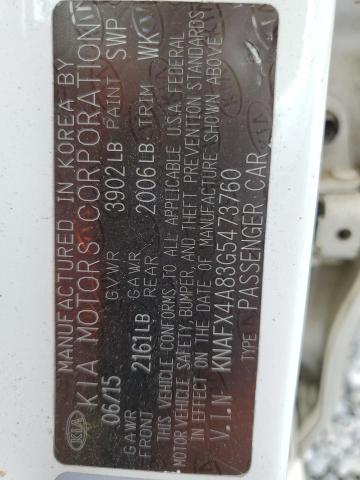 MANUFACTURED IN KOREA BY
KIA MOTORS CORPORATION
06/15 GVWR 3902LB PAINT SWP
GAWR FRONT 2161LB GAWR REAR 2006LB TRIM WK
THIS VEHICLE CONFORMS TO ALL APPLICABLE U.S.A. FEDERAL
MOTOR VEHICLE SAFETY, BUMPER, AND THEFT PREVENTION STANDARDS
IN EFFECT ON THE DATE OF MANUFACTURE SHOWN ABOVE.
V.I.N KNAFX4A83G5473760
TYPE PASSENGER CAR
KIA